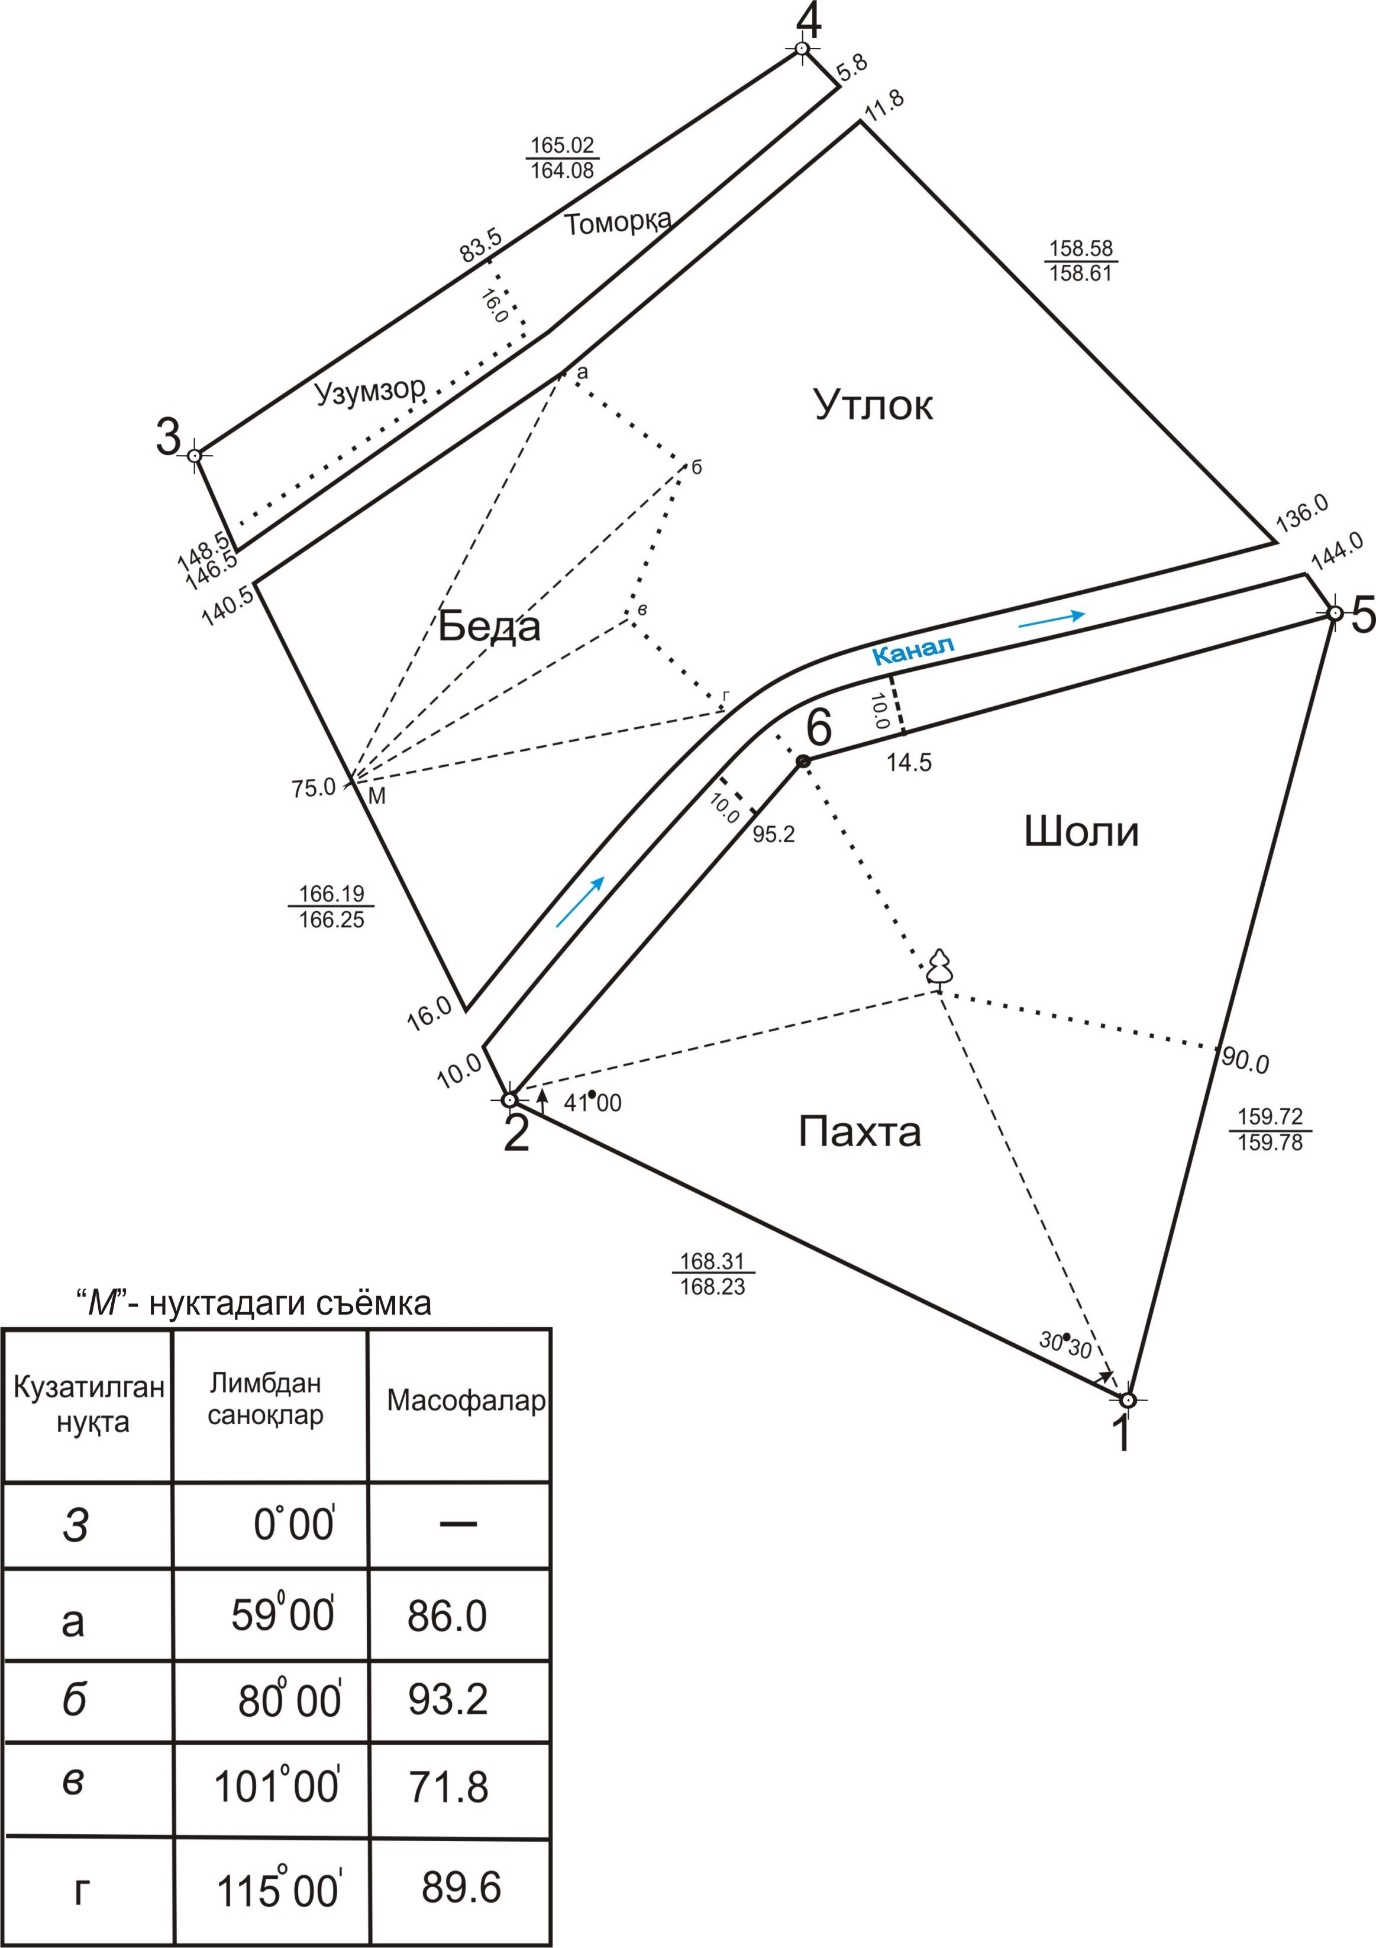 4
5.8
11.8
165.02
164.08
Томорқа
83.5
16.0
158.58
158.61
Узумзор
а
Утлок
3
б
148.5
146.5
140.5
136.0
144.0
5
в
Беда
Канал
г
6
10.0
14.5
75.0
М
10.0
95.2
Шоли
166.19
166.25
16.0
10.0
90.0
2
41°00
Пахта
159.72
159.78
168.31
168.23
30°30
1
“М”- нуктадаги съёмка
Кузатилган нуқта
Лимбдан саноқлар
Масофалар
3 0°00' —
а 59°00' 86.0
б 80°00' 93.2
в 101°00' 71.8
г 115°00' 89.6